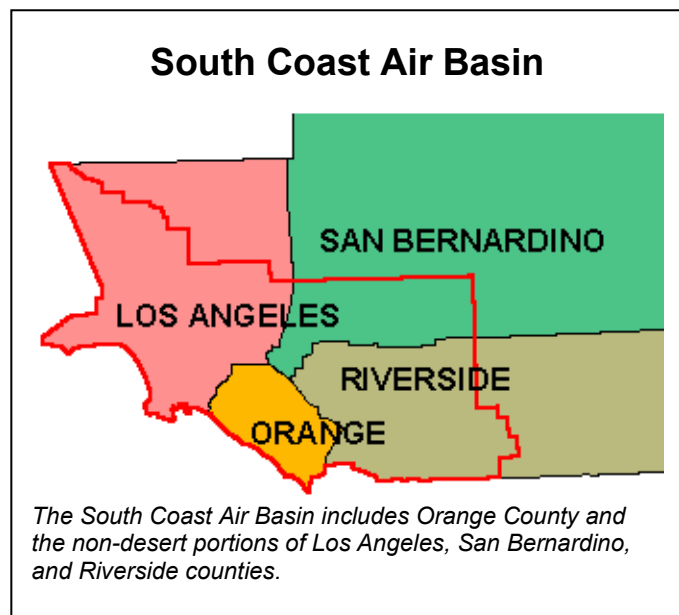 South Coast Air Basin
SAN BERNARDINO
LOS ANGELES
RIVERSIDE
ORANGE
The South Coast Air Basin includes Orange County and
the non-desert portions of Los Angeles, San Bernardino,
and Riverside counties.